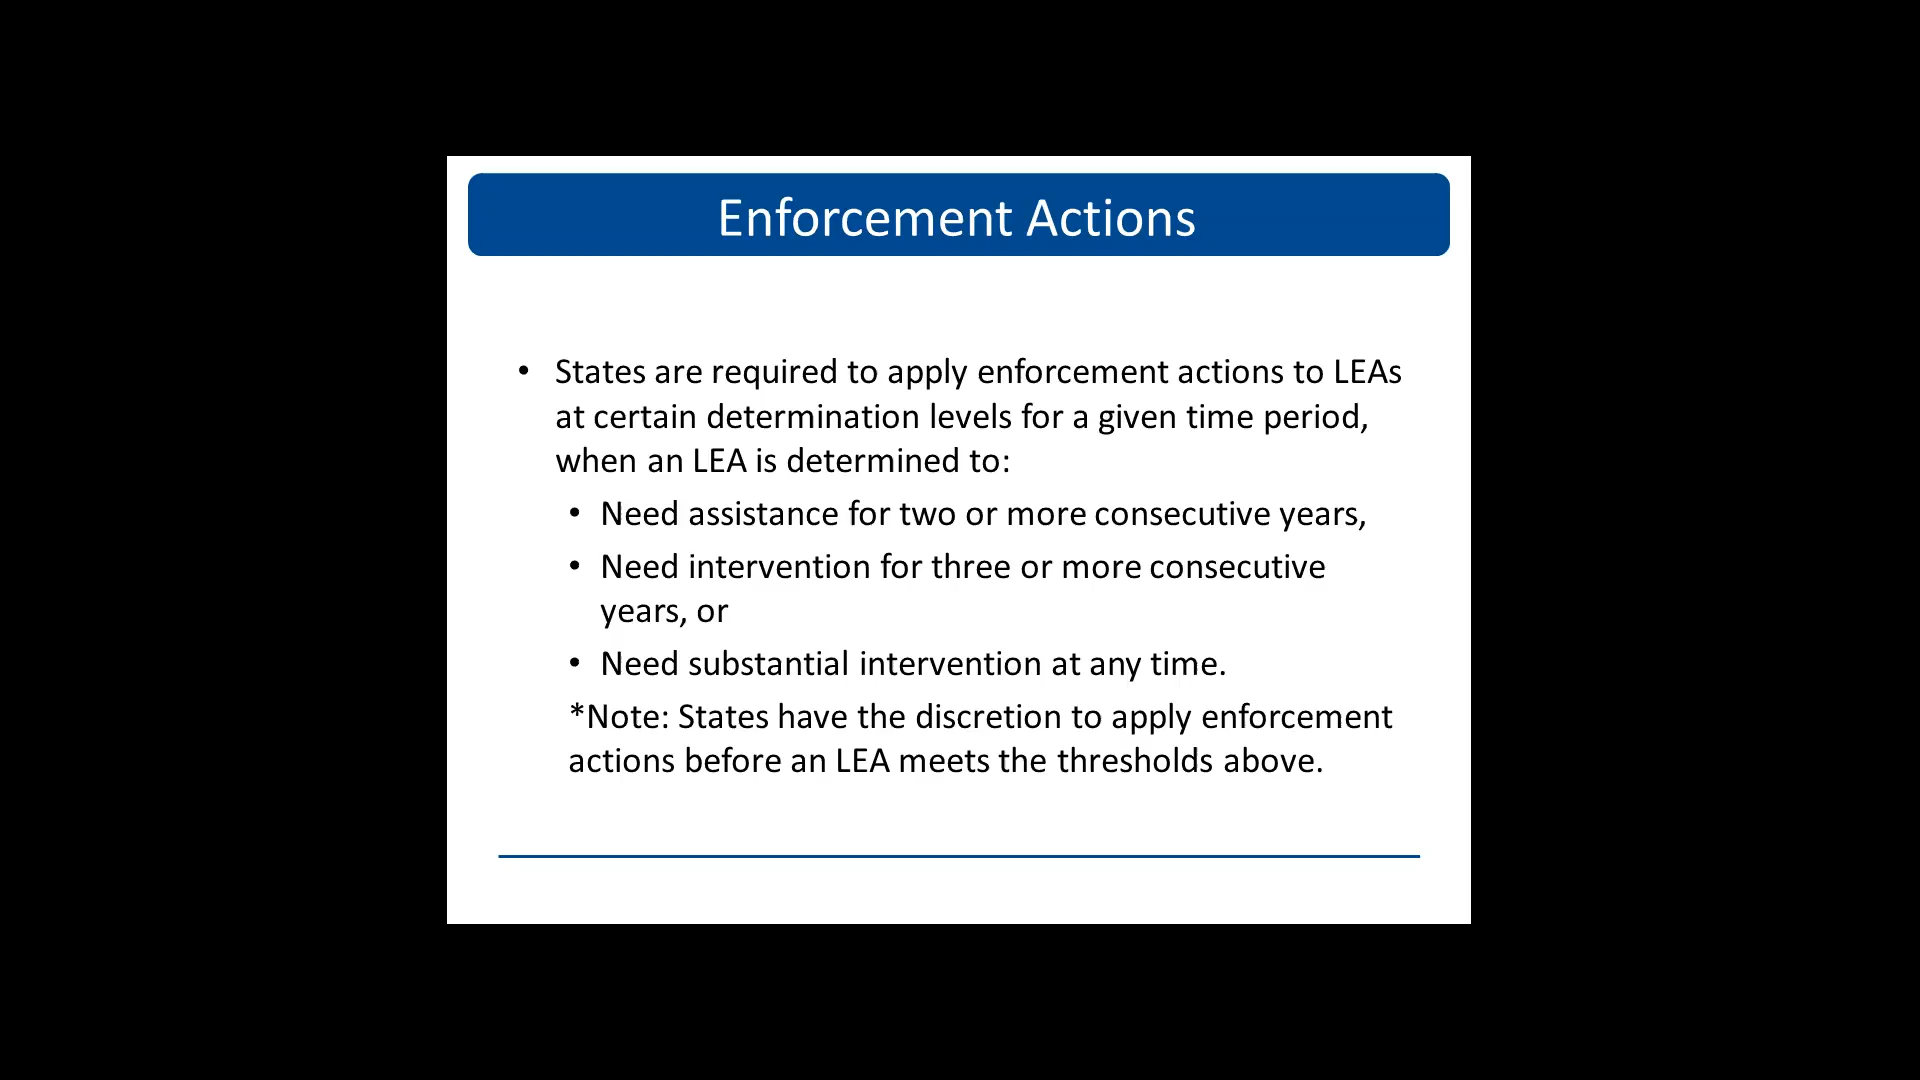 Enforcement Actions
• States are required to apply enforcement actions to LEAs
at certain determination levels for a given time period,
when an LEA is determined to:
• Need assistance for two or more consecutive years,
• Need intervention for three or more consecutive
years, or
• Need substantial intervention at any time.
*Note: States have the discretion to apply enforcement
actions before an LEA meets the thresholds above.